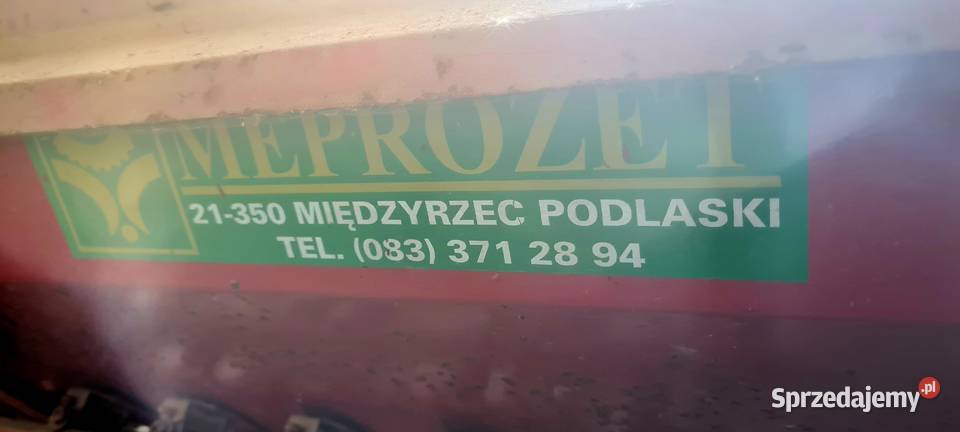 MEPROZET
21-350 MIĘDZYRZEC PODLASKI
TEL. (083) 371 28 94
Sprzedajemy.pl